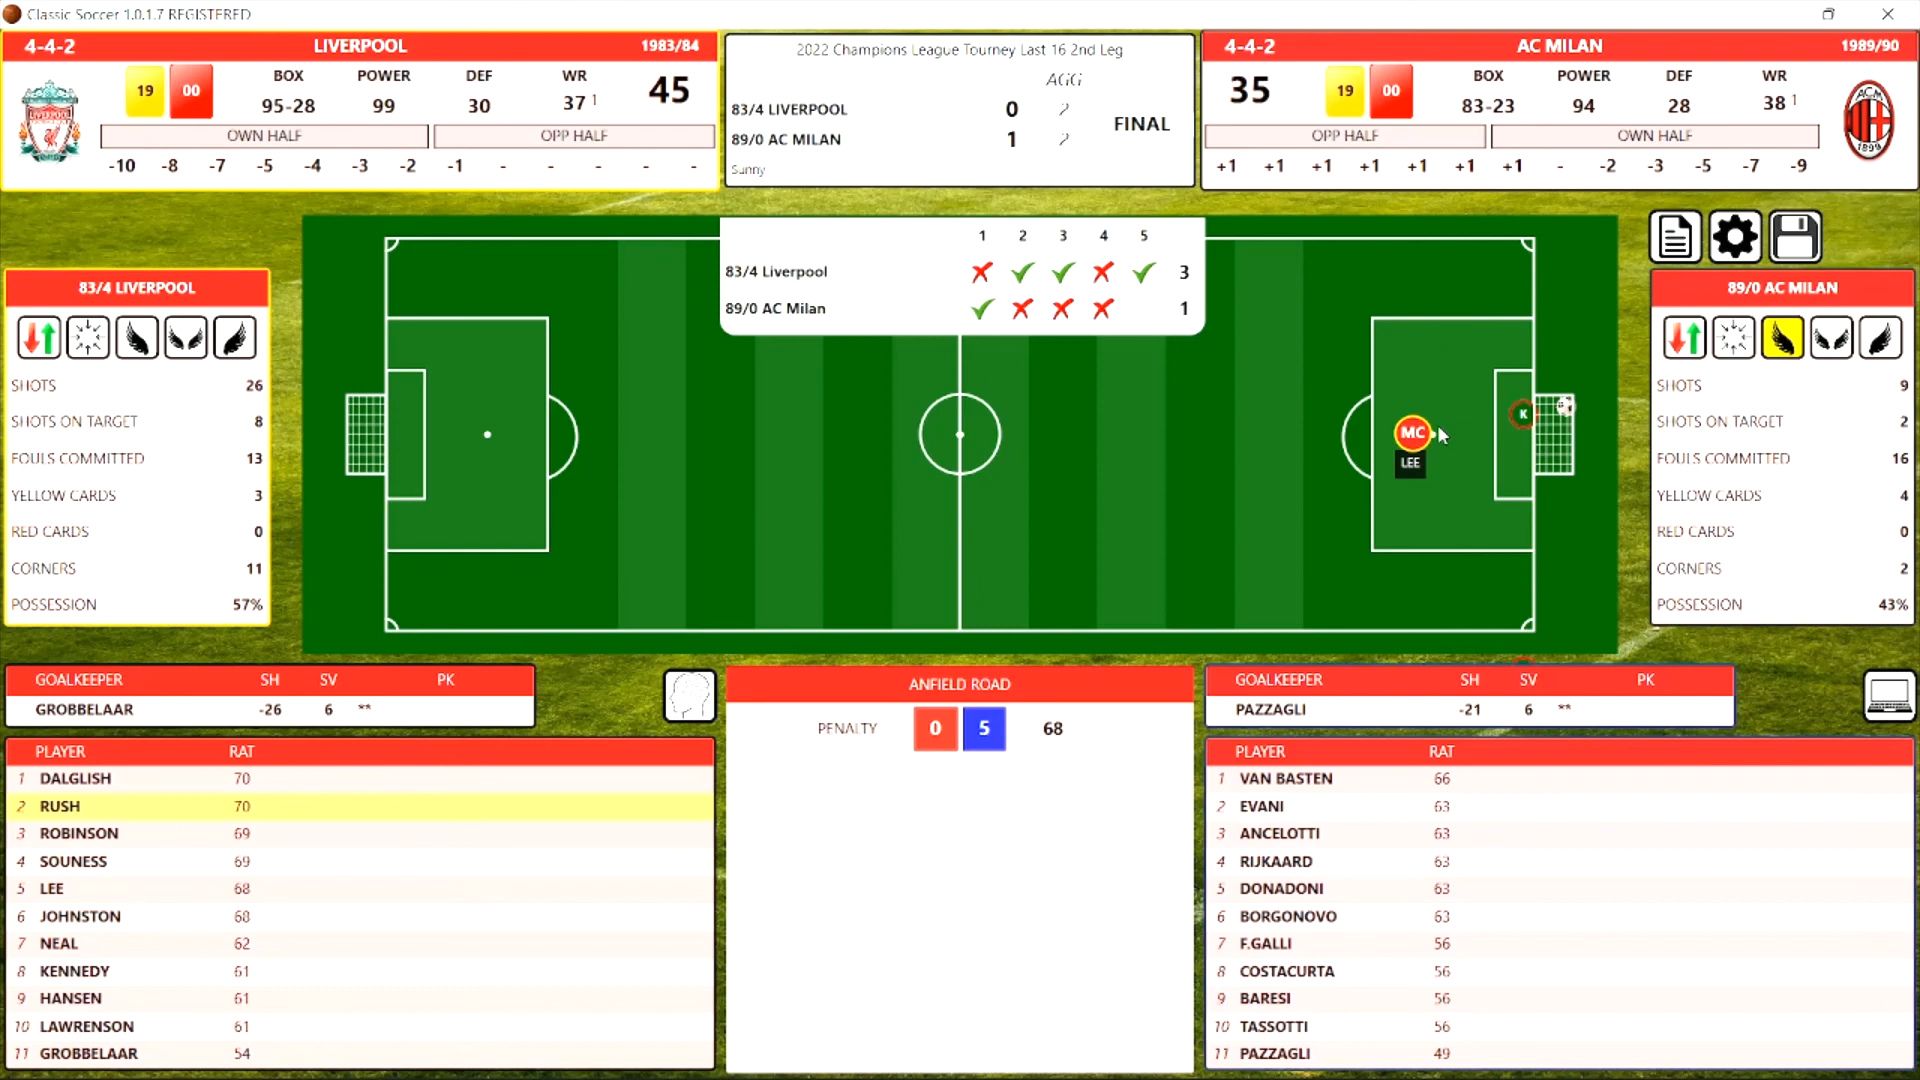 Classic Soccer 1.0.1.7 REGISTERED
4-4-2 LIVERPOOL 1983/84
19 00 BOX POWER DEF WR 45
95-28 99 30 37 1
OWN HALF OPP HALF
-10 -8 -7 -5 -4 -3 -2 -1 - - - - -
2022 Champions League Tourney Last 16 2nd Leg
AGG
83/4 LIVERPOOL 0 2
89/0 AC MILAN 1 2
FINAL
Sunny
4-4-2 AC MILAN 1989/90
35 19 00 BOX POWER DEF WR
83-23 94 28 38 1
OPP HALF OWN HALF
+1 +1 +1 +1 +1 +1 +1 - -2 -3 -5 -7 -9
LIVERPOOL
ACM
1899
1 2 3 4 5
83/4 Liverpool 3
89/0 AC Milan 1
MC
LEE
K
83/4 LIVERPOOL
SHOTS 26
SHOTS ON TARGET 8
FOULS COMMITTED 13
YELLOW CARDS 3
RED CARDS 0
CORNERS 11
POSSESSION 57%
89/0 AC MILAN
SHOTS 9
SHOTS ON TARGET 2
FOULS COMMITTED 16
YELLOW CARDS 4
RED CARDS 0
CORNERS 2
POSSESSION 43%
GOALKEEPER SH SV PK
GROBBELAAR -26 6 **
PLAYER RAT
1 DALGLISH 70
2 RUSH 70
3 ROBINSON 69
4 SOUNESS 69
5 LEE 68
6 JOHNSTON 68
7 NEAL 62
8 KENNEDY 61
9 HANSEN 61
10 LAWRENSON 61
11 GROBBELAAR 54
ANFIELD ROAD
PENALTY 0 5 68
GOALKEEPER SH SV PK
PAZZAGLI -21 6 **
PLAYER RAT
1 VAN BASTEN 66
2 EVANI 63
3 ANCELOTTI 63
4 RIJKAARD 63
5 DONADONI 63
6 BORGONOVO 63
7 F.GALLI 56
8 COSTACURTA 56
9 BARESI 56
10 TASSOTTI 56
11 PAZZAGLI 49